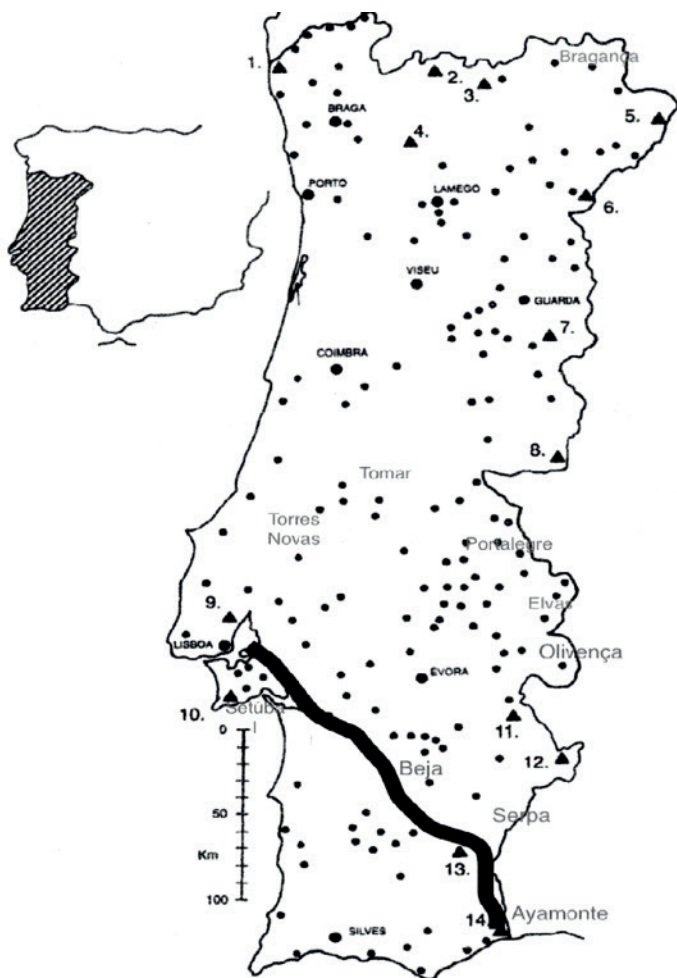 Bragança
1.
2.
3.
BRAGA
4.
5.
PORTO
LAMEGO
6.
VISEU
GUARDA
7.
COIMBRA
8.
Tomar
Torres
Novas
Portalegre
9.
Elvas
LISBOA
Olivença
ÉVORA
10.
Setúba
l
11.
0
12.
Beja
50
Serpa
Km
13.
100
14.
Ayamonte
SILVES